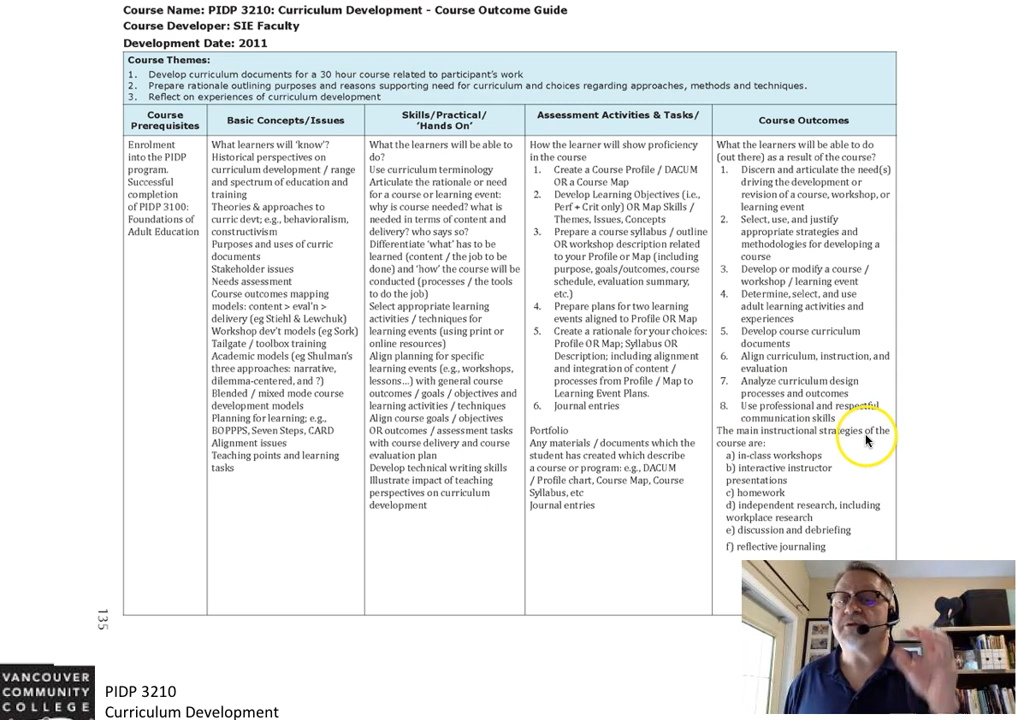 Course Name: PIDP 3210: Curriculum Development - Course Outcome Guide
Course Developer: SIE Faculty
Development Date: 2011
Course Themes:
1. Develop curriculum documents for a 30 hour course related to participant's work
2. Prepare rationale outlining purposes and reasons supporting need for curriculum and choices regarding approaches, methods and techniques.
3. Reflect on experiences of curriculum development
Course
Prerequisites
Basic Concepts/Issues
Skills/Practical/
'Hands On'
Assessment Activities & Tasks/
Course Outcomes
Enrolment
into the PIDP
program.
Successful
completion
of PIDP 3100:
Foundations of
Adult Education
What learners will 'know'?
Historical perspectives on
curriculum development / range
and spectrum of education and
training
Theories & approaches to
curric devt; e.g., behavioralism,
constructivism
Purposes and uses of curric
documents
Stakeholder issues
Needs assessment
Course outcomes mapping
models: content > eval'n >
delivery (eg Stiehl & Lewchuk)
Workshop dev't models (eg Sork)
Tailgate / toolbox training
Academic models (eg Shulman's
three approaches: narrative,
dilemma-centered, and ?)
Blended / mixed mode course
development models
Planning for learning; e.g.,
BOPPPS, Seven Steps, CARD
Alignment issues
Teaching points and learning
tasks
What the learners will be able to
do?
Use curriculum terminology
Articulate the rationale or need
for a course or learning event:
why is course needed? what is
needed in terms of content and
delivery? who says so?
Differentiate 'what' has to be
learned (content / the job to be
done) and 'how' the course will be
conducted (processes / the tools
to do the job)
Select appropriate learning
activities / techniques for
learning events (using print or
online resources)
Align planning for specific
learning events (e.g., workshops,
lessons...) with general course
outcomes / goals / objectives and
learning activities / techniques
Align course goals / objectives
OR outcomes / assessment tasks
with course delivery and course
evaluation plan
Develop technical writing skills
Illustrate impact of teaching
perspectives on curriculum
development
How the learner will show proficiency
in the course
1. Create a Course Profile / DACUM
OR a Course Map
2. Develop Learning Objectives (i.e.,
Perf + Crit only) OR Map Skills /
Themes, Issues, Concepts
3. Prepare a course syllabus / outline
OR workshop description related
to your Profile or Map (including
purpose, goals/outcomes, course
schedule, evaluation summary,
etc.)
4. Prepare plans for two learning
events aligned to Profile OR Map
5. Create a rationale for your choices:
Profile OR Map; Syllabus OR
Description; including alignment
and integration of content /
processes from Profile / Map to
Learning Event Plans.
6. Journal entries
Portfolio
Any materials / documents which the
student has created which describe
a course or program: e.g., DACUM
/ Profile chart, Course Map, Course
Syllabus, etc
Journal entries
What the learners will be able to do
(out there) as a result of the course?
1. Discern and articulate the need(s)
driving the development or
revision of a course, workshop, or
learning event
2. Select, use, and justify
appropriate strategies and
methodologies for developing a
course
3. Develop or modify a course /
workshop / learning event
4. Determine, select, and use
adult learning activities and
experiences
5. Develop course curriculum
documents
6. Align curriculum, instruction, and
evaluation
7. Analyze curriculum design
processes and outcomes
8. Use professional and respectful
communication skills
The main instructional strategies of the
course are:
a) in-class workshops
b) interactive instructor
presentations
c) homework
d) independent research, including
workplace research
e) discussion and debriefing
f) reflective journaling
135
VANCOUVER
COMMUNITY
COLLEGE
PIDP 3210
Curriculum Development